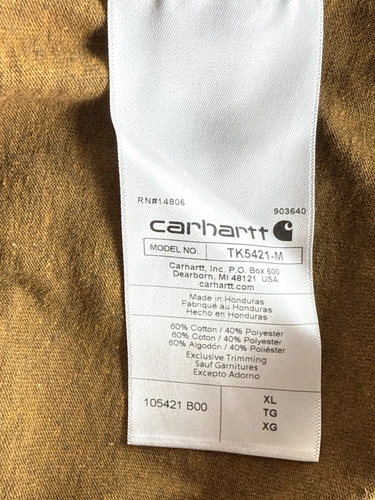 RN#14806 903640
carhartt
MODEL NO. TK5421-M
Carhartt, Inc. P.O. Box 600
Dearborn, MI 48121 USA
carhartt.com
Made in Honduras
Fabriqué au Honduras
Hecho en Honduras
60% Cotton / 40% Polyester
60% Coton / 40% Polyester
60% Algodón / 40% Poliéster
Exclusive Trimming
Sauf Garnitures
Excepto Adorno
105421 B00 XL
TG
XG